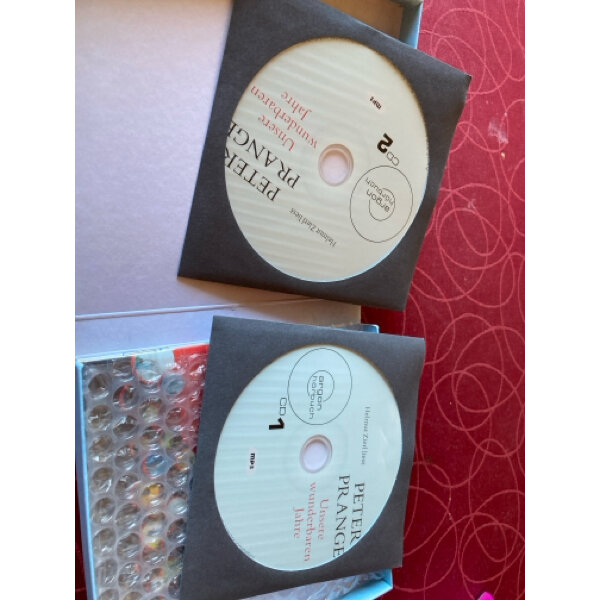 PETER
PRANGE
Unsere
wunderbaren
Jahre
mp3
CD 2
argon
hörbuch
Helmut Zierl liest
argon
hörbuch
CD 1
Helmut Zierl liest
mp3
PETER
PRANGE
Unsere
wunderbaren
Jahre